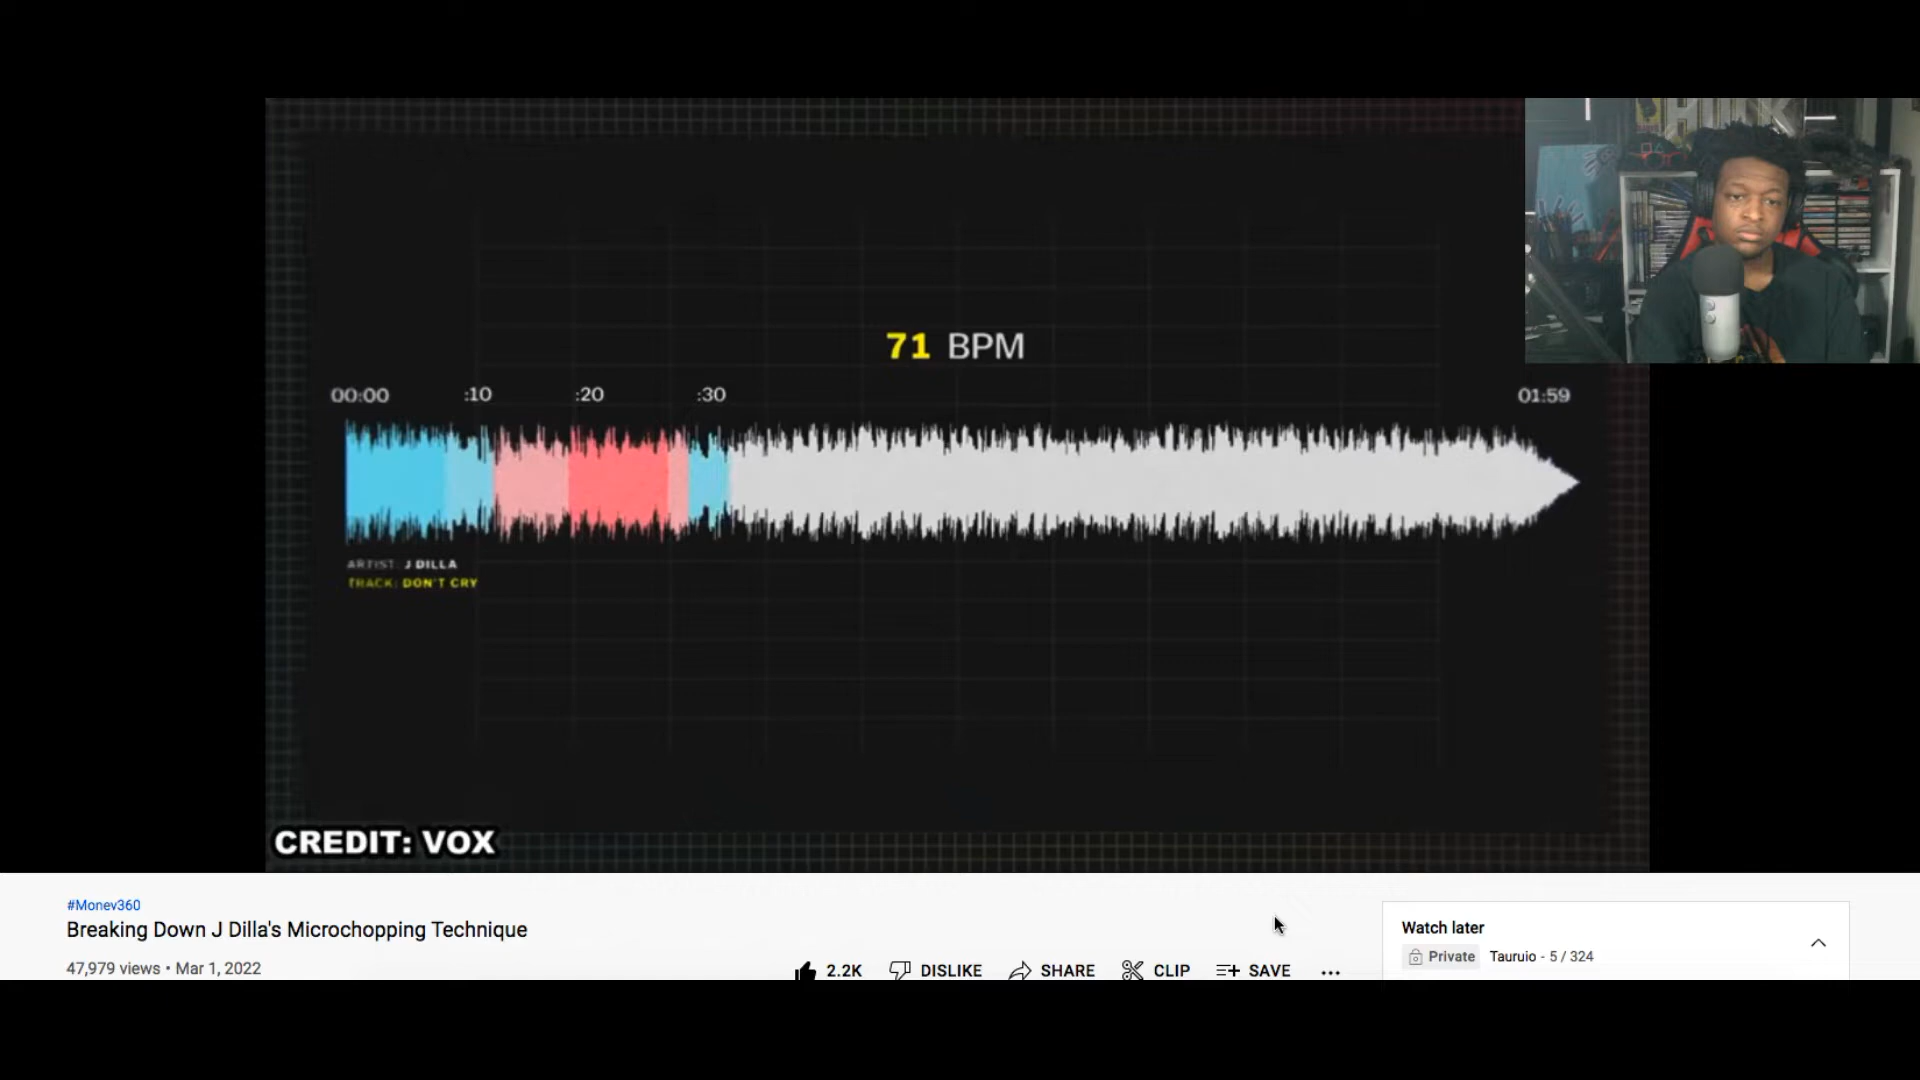 71 BPM
00:00 :10 :20 :30 01:59
ARTIST: J DILLA
TRACK: DON'T CRY
CREDIT: VOX
#Monev360
Breaking Down J Dilla's Microchopping Technique
47,979 views • Mar 1, 2022
2.2K DISLIKE SHARE CLIP SAVE ...
Watch later
Private Tauruio - 5 / 324